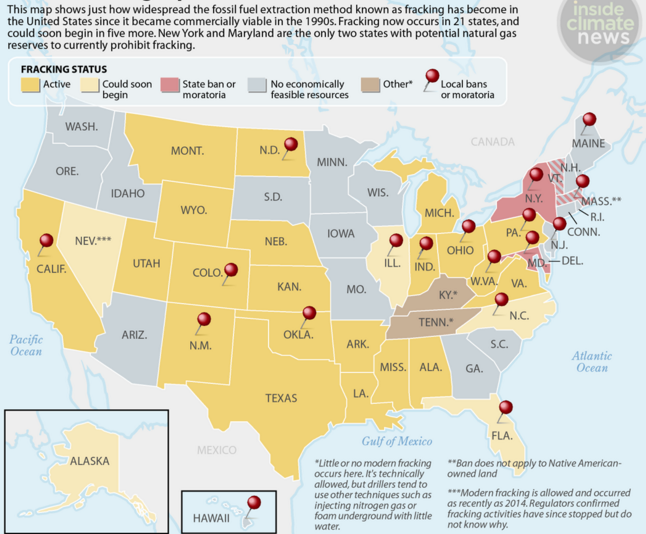 This map shows just how widespread the fossil fuel extraction method known as fracking has become in
the United States since it became commercially viable in the 1990s. Fracking now occurs in 21 states, and
could soon begin in five more. New York and Maryland are the only two states with potential natural gas
reserves to currently prohibit fracking.
inside
climate
news
FRACKING STATUS
Active
Could soon
begin
State ban or
moratoria
No economically
feasible resources
Other*
Local bans
or moratoria
CANADA
WASH.
MONT.
N.D.
MINN.
MAINE
ORE.
IDAHO
S.D.
WIS.
MICH.
N.Y.
VT.
N.H.
MASS.**
R.I.
CONN.
WYO.
IOWA
NEB.
PA.
N.J.
NEV.***
UTAH
COLO.
ILL.
IND.
OHIO
MD.
DEL.
CALIF.
KAN.
MO.
KY.*
W.VA.
VA.
ARIZ.
N.M.
OKLA.
ARK.
TENN.*
N.C.
S.C.
TEXAS
LA.
MISS.
ALA.
GA.
FLA.
Pacific
Ocean
Atlantic
Ocean
MEXICO
Gulf of Mexico
ALASKA
HAWAII
*Little or no modern fracking
occurs here. It's technically
allowed, but drillers tend to
use other techniques such as
injecting nitrogen gas or
foam underground with little
water.
**Ban does not apply to Native American-
owned land
***Modern fracking is allowed and occurred
as recently as 2014. Regulators confirmed
fracking activities have since stopped but do
not know why.